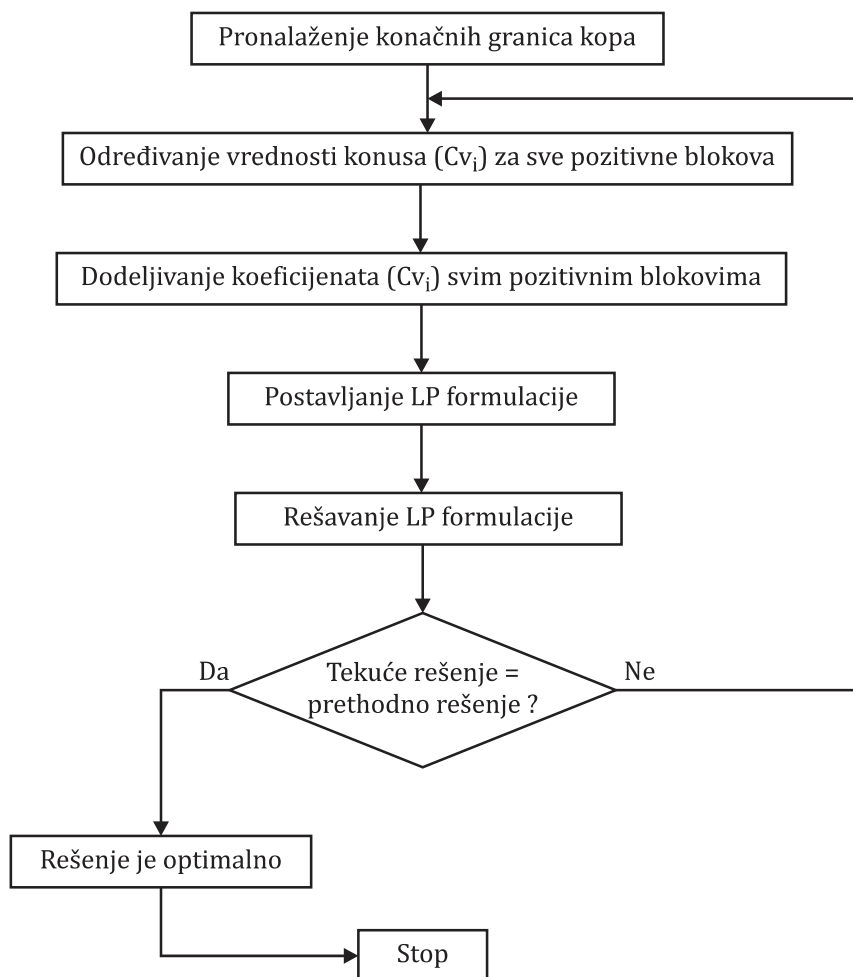 Pronalaženje konačnih granica kopa
Određivanje vrednosti konusa (Cvᵢ) za sve pozitivne blokova
Dodeljivanje koeficijenata (Cvᵢ) svim pozitivnim blokovima
Postavljanje LP formulacije
Rešavanje LP formulacije
Da
Tekuće rešenje =
prethodno rešenje ?
Ne
Rešenje je optimalno
Stop